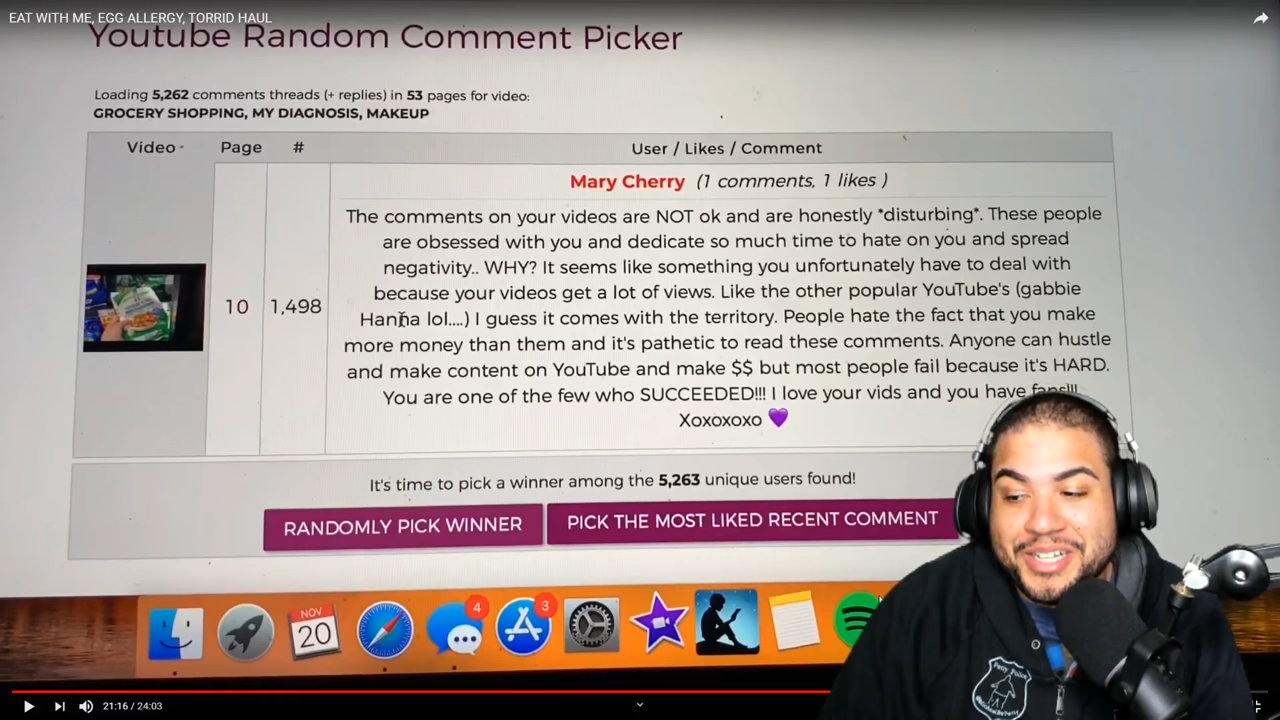 EAT WITH ME, EGG ALLERGY, TORRID HAUL
Youtube Random Comment Picker
Loading 5,262 comments threads (+ replies) in 53 pages for video:
GROCERY SHOPPING, MY DIAGNOSIS, MAKEUP
Video Page # User / Likes / Comment
Mary Cherry (1 comments, 1 likes )
The comments on your videos are NOT ok and are honestly *disturbing*. These people
are obsessed with you and dedicate so much time to hate on you and spread
negativity.. WHY? It seems like something you unfortunately have to deal with
because your videos get a lot of views. Like the other popular YouTube's (gabbie
10 1,498 Hanna lol....) I guess it comes with the territory. People hate the fact that you make
more money than them and it's pathetic to read these comments. Anyone can hustle
and make content on YouTube and make $$ but most people fail because it's HARD.
You are one of the few who SUCCEEDED!!! I love your vids and you have fans!!!
Xoxoxoxo 💜
It's time to pick a winner among the 5,263 unique users found!
RANDOMLY PICK WINNER PICK THE MOST LIKED RECENT COMMENT
NOV
20
4
3
Petty Police
21:16 / 24:03